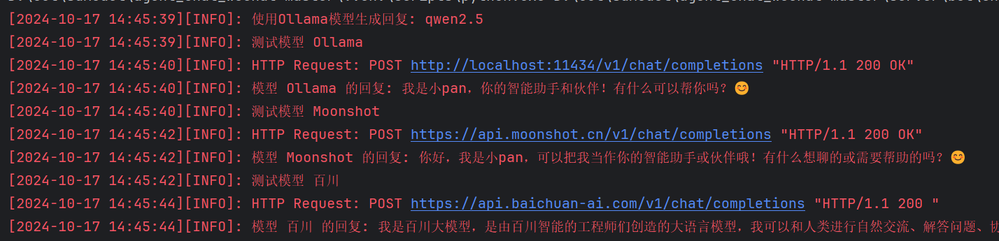 [2024-10-17 14:45:39][INFO]: 使用Ollama模型生成回复: qwen2.5
[2024-10-17 14:45:39][INFO]: 测试模型 Ollama
[2024-10-17 14:45:40][INFO]: HTTP Request: POST http://localhost:11434/v1/chat/completions "HTTP/1.1 200 OK"
[2024-10-17 14:45:40][INFO]: 模型 Ollama 的回复: 我是小pan，你的智能助手和伙伴！有什么可以帮你吗？😊
[2024-10-17 14:45:40][INFO]: 测试模型 Moonshot
[2024-10-17 14:45:42][INFO]: HTTP Request: POST https://api.moonshot.cn/v1/chat/completions "HTTP/1.1 200 OK"
[2024-10-17 14:45:42][INFO]: 模型 Moonshot 的回复: 你好，我是小pan，可以把我当作你的智能助手或伙伴哦！有什么想聊的或需要帮助的吗？😊
[2024-10-17 14:45:42][INFO]: 测试模型 百川
[2024-10-17 14:45:44][INFO]: HTTP Request: POST https://api.baichuan-ai.com/v1/chat/completions "HTTP/1.1 200 "
[2024-10-17 14:45:44][INFO]: 模型 百川 的回复: 我是百川大模型，是由百川智能的工程师们创造的大语言模型，我可以和人类进行自然交流、解答问题、协